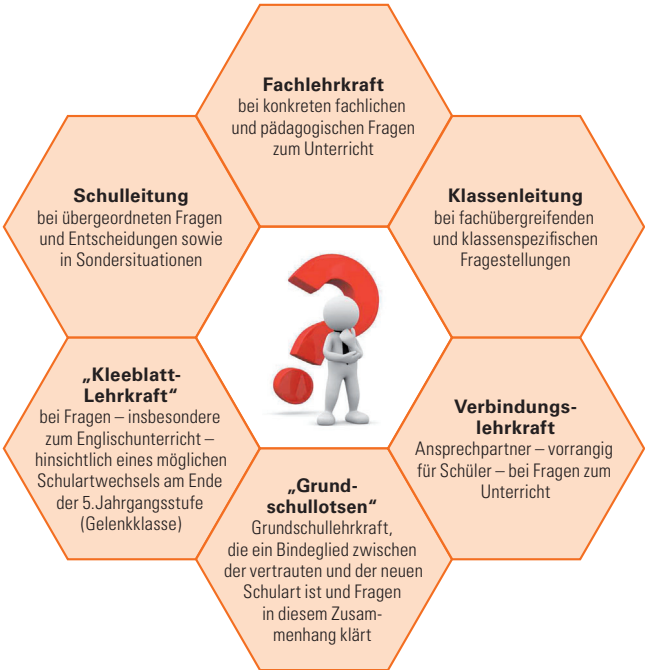 Fachlehrkraft
bei konkreten fachlichen
und pädagogischen Fragen
zum Unterricht
Schulleitung
bei übergeordneten Fragen
und Entscheidungen sowie
in Sondersituationen
Klassenleitung
bei fachübergreifenden
und klassenspezifischen
Fragestellungen
„Kleeblatt-
Lehrkraft“
bei Fragen – insbesondere
zum Englischunterricht –
hinsichtlich eines möglichen
Schulartwechsels am Ende
der 5.Jahrgangsstufe
(Gelenkklasse)
Verbindungs-
lehrkraft
Ansprechpartner – vorrangig
für Schüler – bei Fragen zum
Unterricht
„Grund-
schullotsen“
Grundschullehrkraft,
die ein Bindeglied zwischen
der vertrauten und der neuen
Schulart ist und Fragen
in diesem Zusam-
menhang klärt